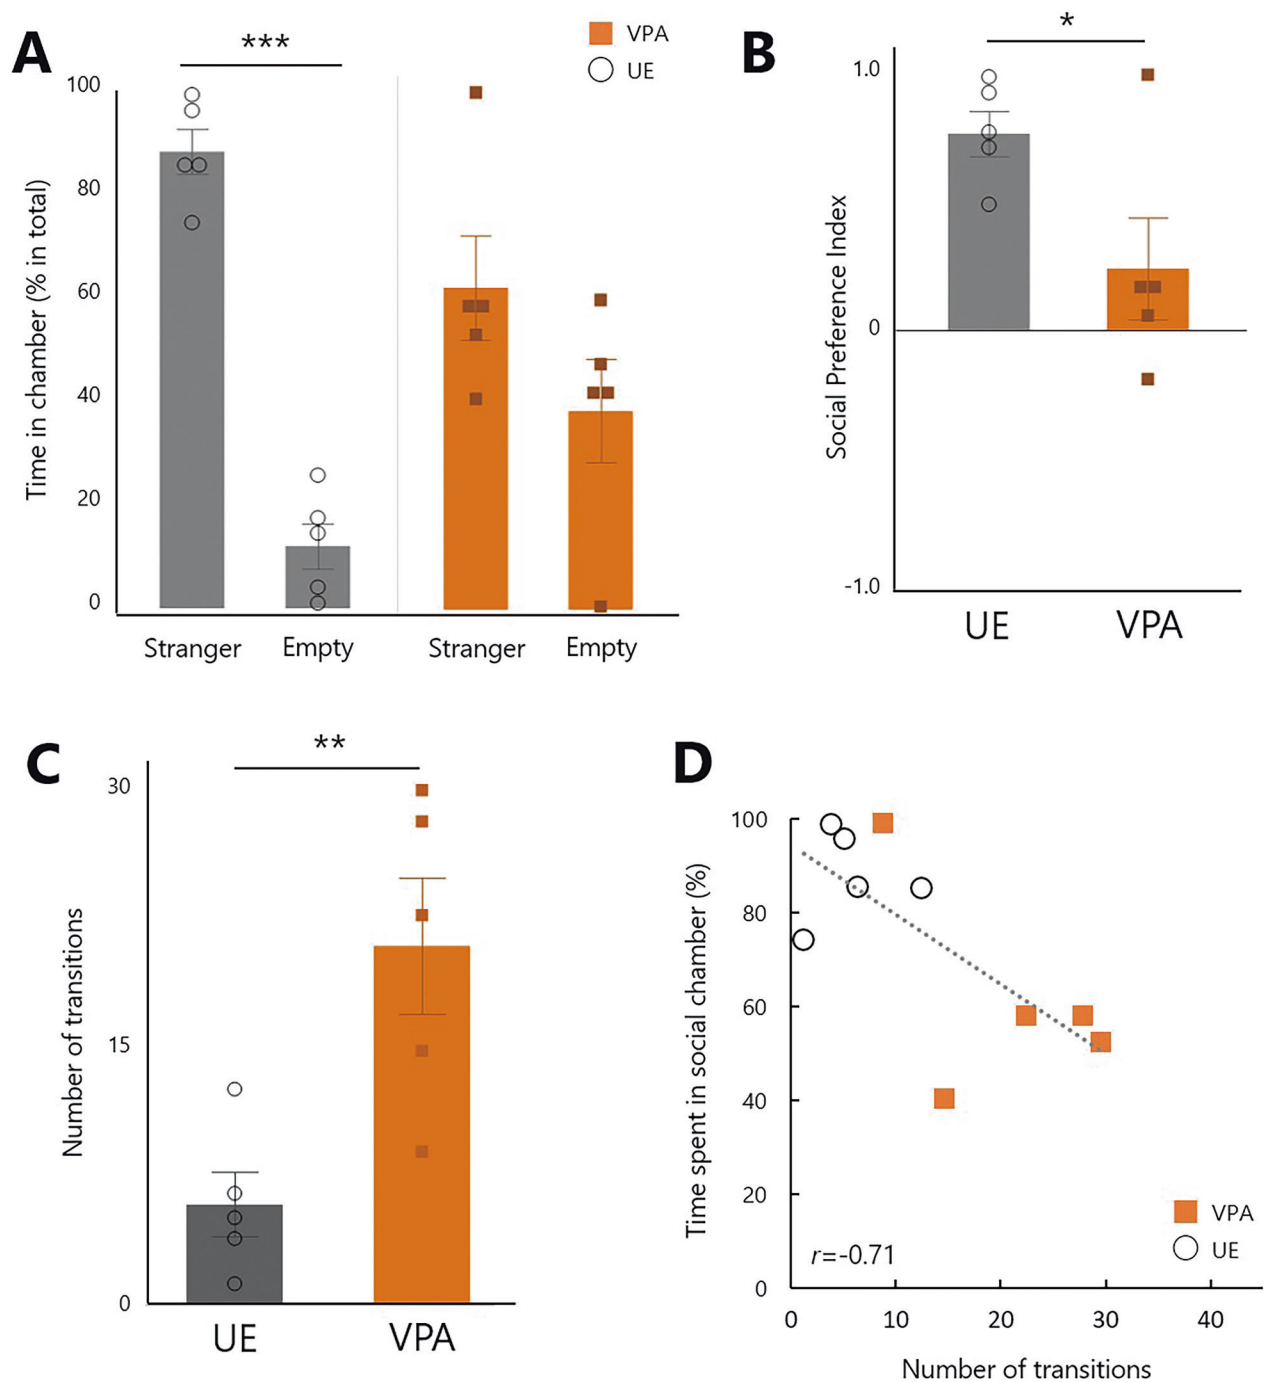 A
***
VPA
UE
Time in chamber (% in total)
100
80
60
40
20
0
Stranger
Empty
Stranger
Empty
B
*
Social Preference Index
1.0
0
-1.0
UE
VPA
C
**
Number of transitions
30
15
0
UE
VPA
D
Time spent in social chamber (%)
100
80
60
40
20
0
r=-0.71
VPA
UE
0
10
20
30
40
Number of transitions